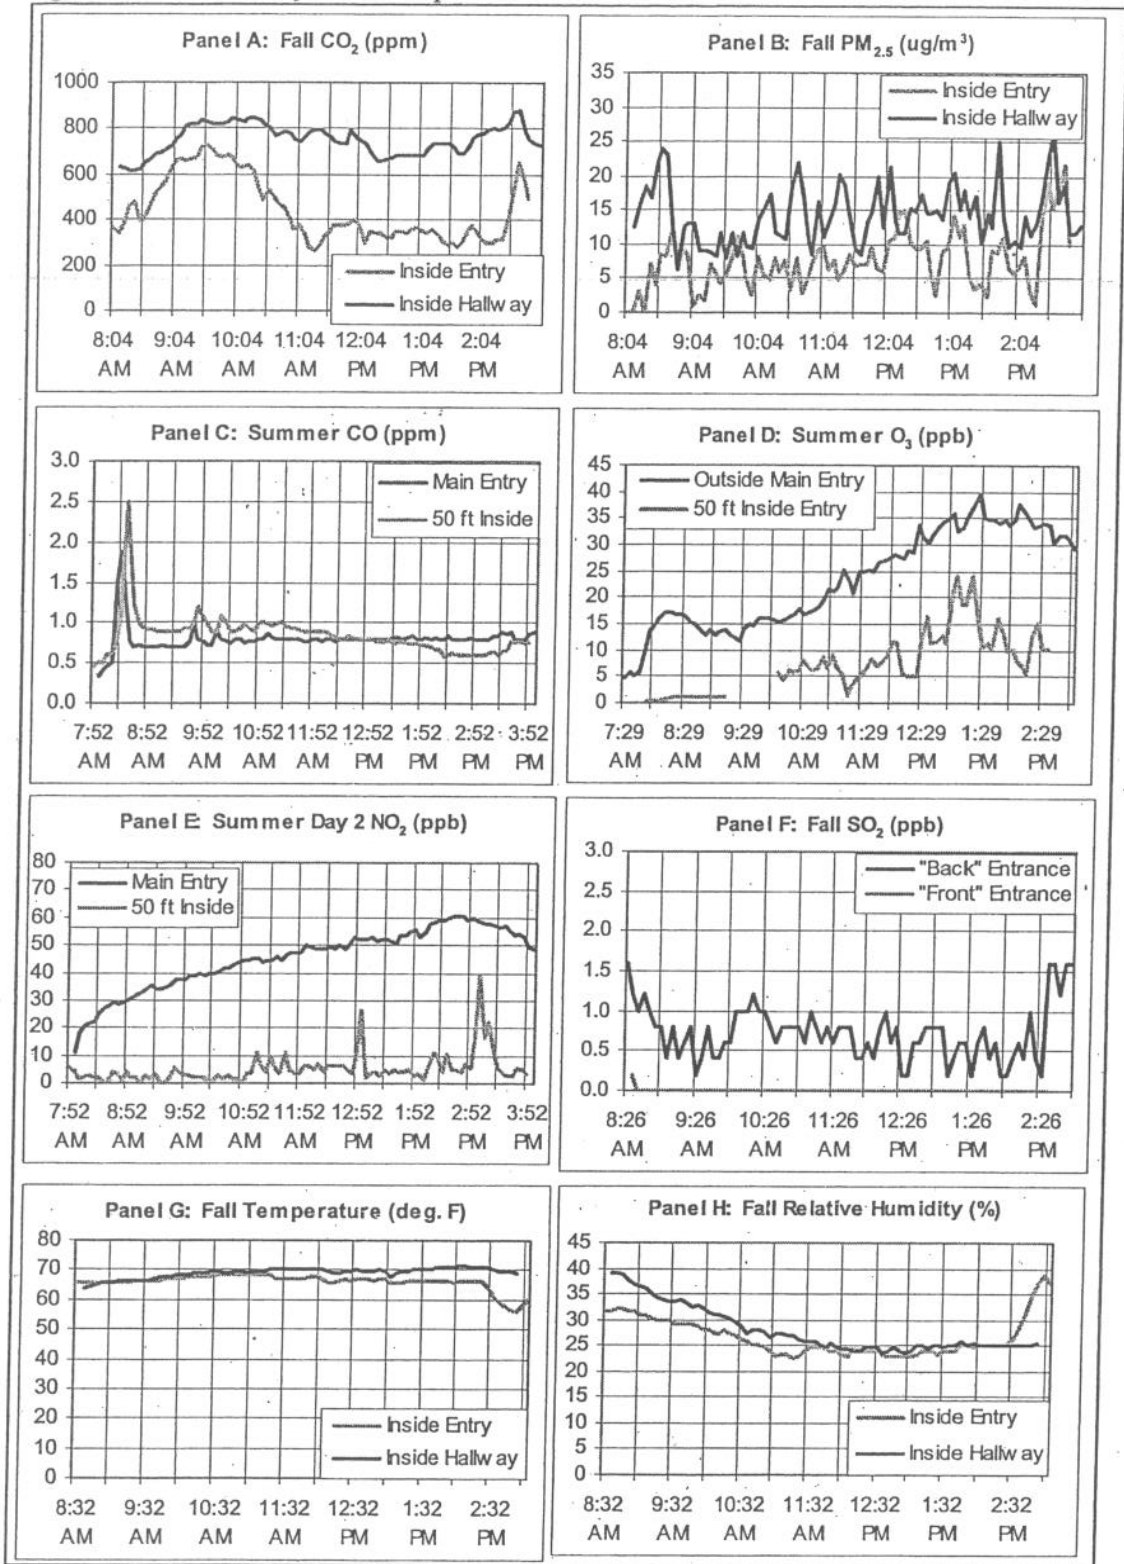 Panel A: Fall CO2 (ppm)
1000
800
600
400
200
0
Inside Entry
Inside Hallway
8:04 9:04 10:04 11:04 12:04 1:04 2:04
AM AM AM AM PM PM PM
Panel B: Fall PM2.5 (ug/m³)
35
30
25
20
15
10
5
0
Inside Entry
Inside Hallway
8:04 9:04 10:04 11:04 12:04 1:04 2:04
AM AM AM AM PM PM PM
Panel C: Summer CO (ppm)
3.0
2.5
2.0
1.5
1.0
0.5
0.0
Main Entry
50 ft Inside
7:52 8:52 9:52 10:52 11:52 12:52 1:52 2:52 3:52
AM AM AM AM AM PM PM PM PM
Panel D: Summer O3 (ppb)
45
40
35
30
25
20
15
10
5
0
Outside Main Entry
50 ft Inside Entry
7:29 8:29 9:29 10:29 11:29 12:29 1:29 2:29
AM AM AM AM AM PM PM PM
Panel E: Summer Day 2 NO2 (ppb)
80
70
60
50
40
30
20
10
0
Main Entry
50 ft Inside
7:52 8:52 9:52 10:52 11:52 12:52 1:52 2:52 3:52
AM AM AM AM AM PM PM PM PM
Panel F: Fall SO2 (ppb)
3.0
2.5
2.0
1.5
1.0
0.5
0.0
"Back" Entrance
"Front" Entrance
8:26 9:26 10:26 11:26 12:26 1:26 2:26
AM AM AM AM PM PM PM
Panel G: Fall Temperature (deg. F)
80
70
60
50
40
30
20
10
0
Inside Entry
Inside Hallway
8:32 9:32 10:32 11:32 12:32 1:32 2:32
AM AM AM AM PM PM PM
Panel H: Fall Relative Humidity (%)
45
40
35
30
25
20
15
10
5
0
Inside Entry
Inside Hallway
8:32 9:32 10:32 11:32 12:32 1:32 2:32
AM AM AM AM PM PM PM